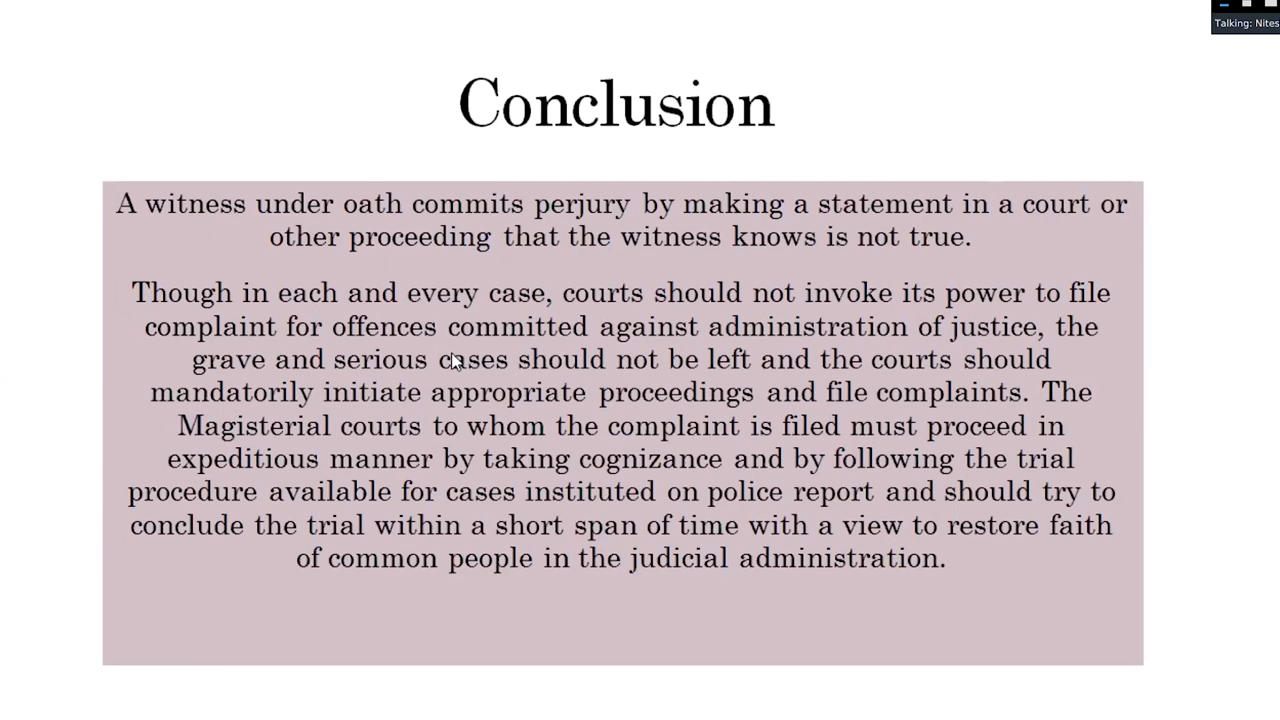 Talking: Nites
Conclusion
A witness under oath commits perjury by making a statement in a court or
other proceeding that the witness knows is not true.
Though in each and every case, courts should not invoke its power to file
complaint for offences committed against administration of justice, the
grave and serious cases should not be left and the courts should
mandatorily initiate appropriate proceedings and file complaints. The
Magisterial courts to whom the complaint is filed must proceed in
expeditious manner by taking cognizance and by following the trial
procedure available for cases instituted on police report and should try to
conclude the trial within a short span of time with a view to restore faith
of common people in the judicial administration.